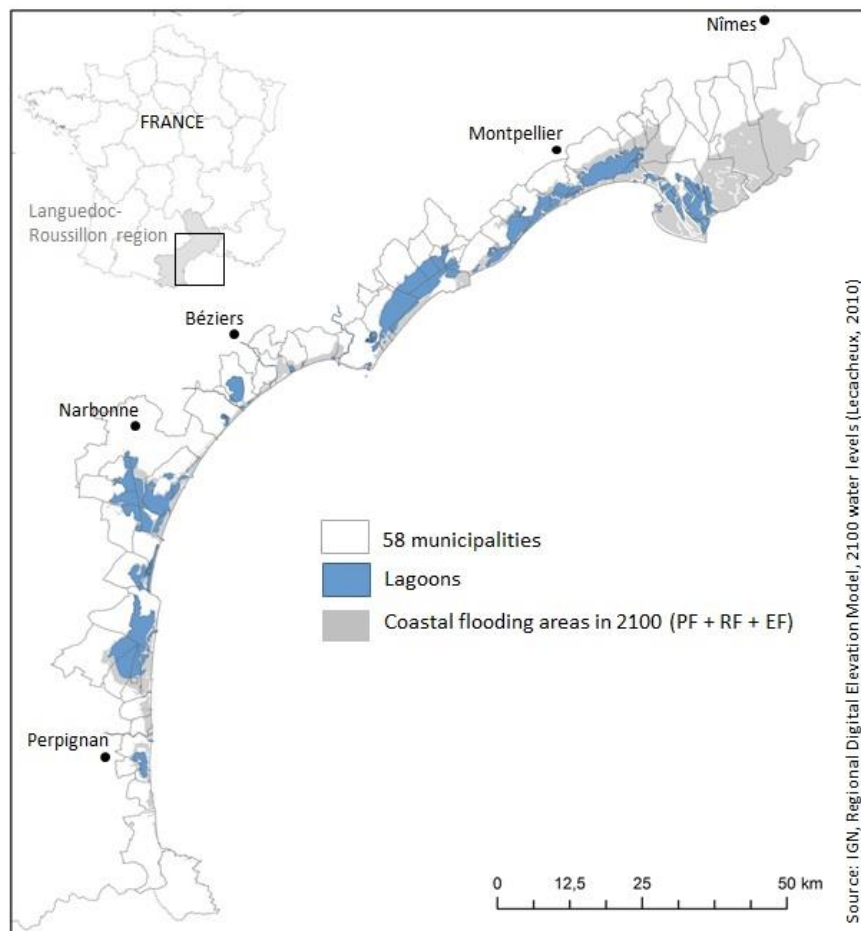 Nîmes
FRANCE
Montpellier
Languedoc-
Roussillon region
Béziers
Narbonne
58 municipalities
Lagoons
Coastal flooding areas in 2100 (PF + RF + EF)
Perpignan
0 12,5 25 50 km
Source: IGN, Regional Digital Elevation Model, 2100 water levels (Lecacheux, 2010)